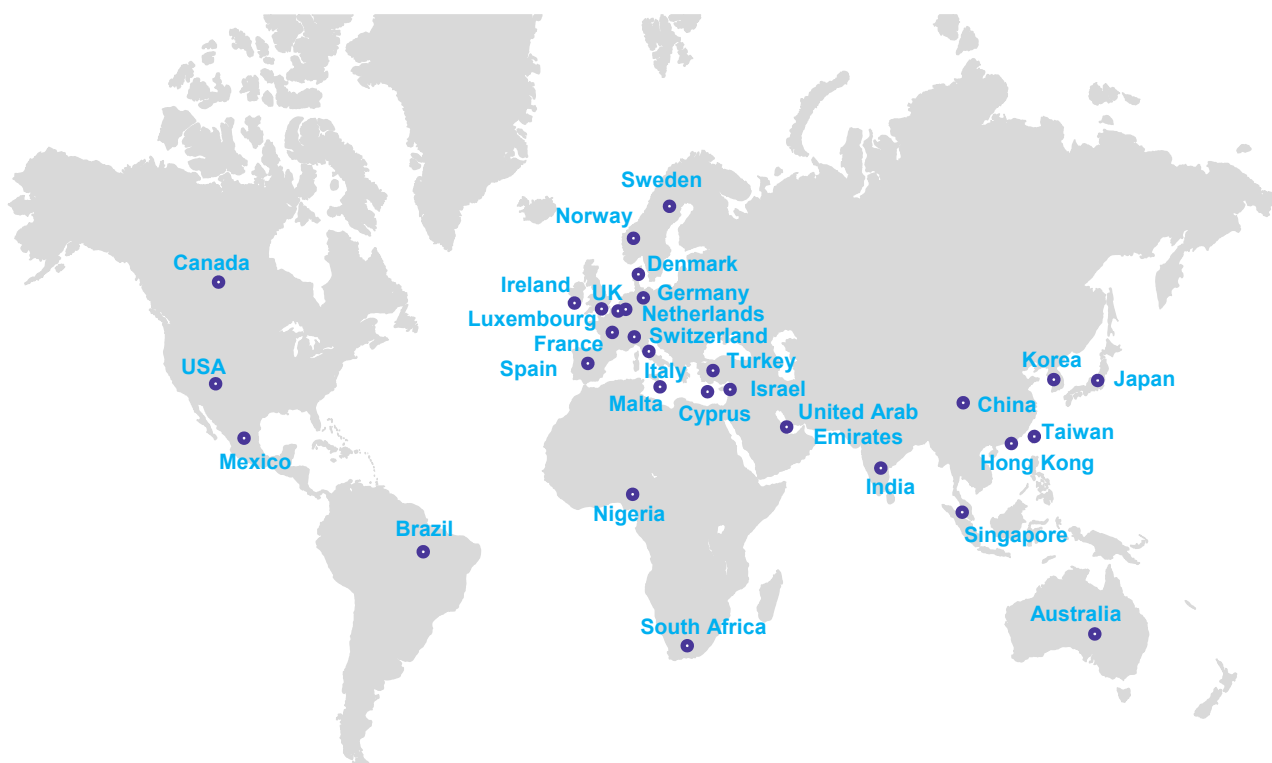 Sweden
Norway
Canada
Denmark
Ireland
UK
Germany
Luxembourg
Netherlands
France
Switzerland
USA
Spain
Italy
Turkey
Korea
Japan
Malta
Cyprus
Israel
China
United Arab
Emirates
Taiwan
Mexico
Hong Kong
India
Nigeria
Brazil
Singapore
South Africa
Australia